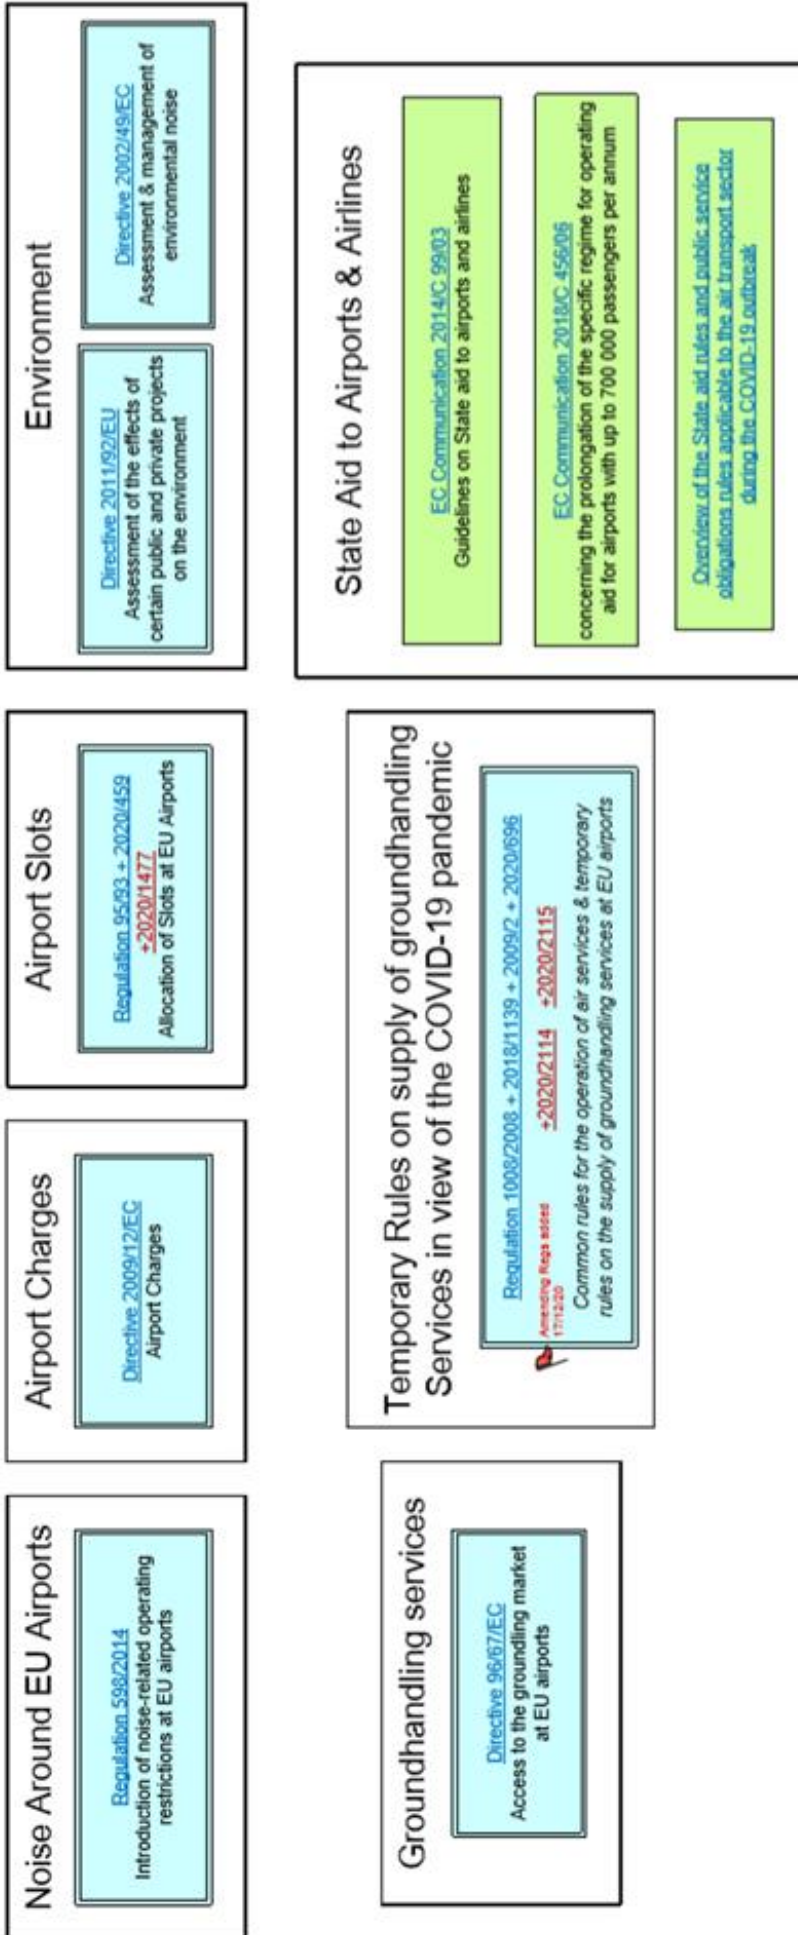 Noise Around EU Airports
Regulation 598/2014
Introduction of noise-related operating
restrictions at EU airports
Airport Charges
Directive 2009/12/EC
Airport Charges
Airport Slots
Regulation 95/93 + 2020/459
+2020/1477
Allocation of Slots at EU Airports
Environment
Directive 2011/92/EU
Assessment of the effects of
certain public and private projects
on the environment
Directive 2002/49/EC
Assessment & management of
environmental noise
Groundhandling services
Directive 96/67/EC
Access to the groundling market
at EU airports
Temporary Rules on supply of groundhandling
Services in view of the COVID-19 pandemic
Regulation 1008/2008 + 2018/1139 + 2009/2 + 2020/696
Amending Regs added
17/12/20
+2020/2114 +2020/2115
Common rules for the operation of air services & temporary
rules on the supply of groundhandling services at EU airports
State Aid to Airports & Airlines
EC Communication 2014/C 99/03
Guidelines on State aid to airports and airlines
EC Communication 2018/C 456/06
concerning the prolongation of the specific regime for operating
aid for airports with up to 700 000 passengers per annum
Overview of the State aid rules and public service
obligations rules applicable to the air transport sector
during the COVID-19 outbreak